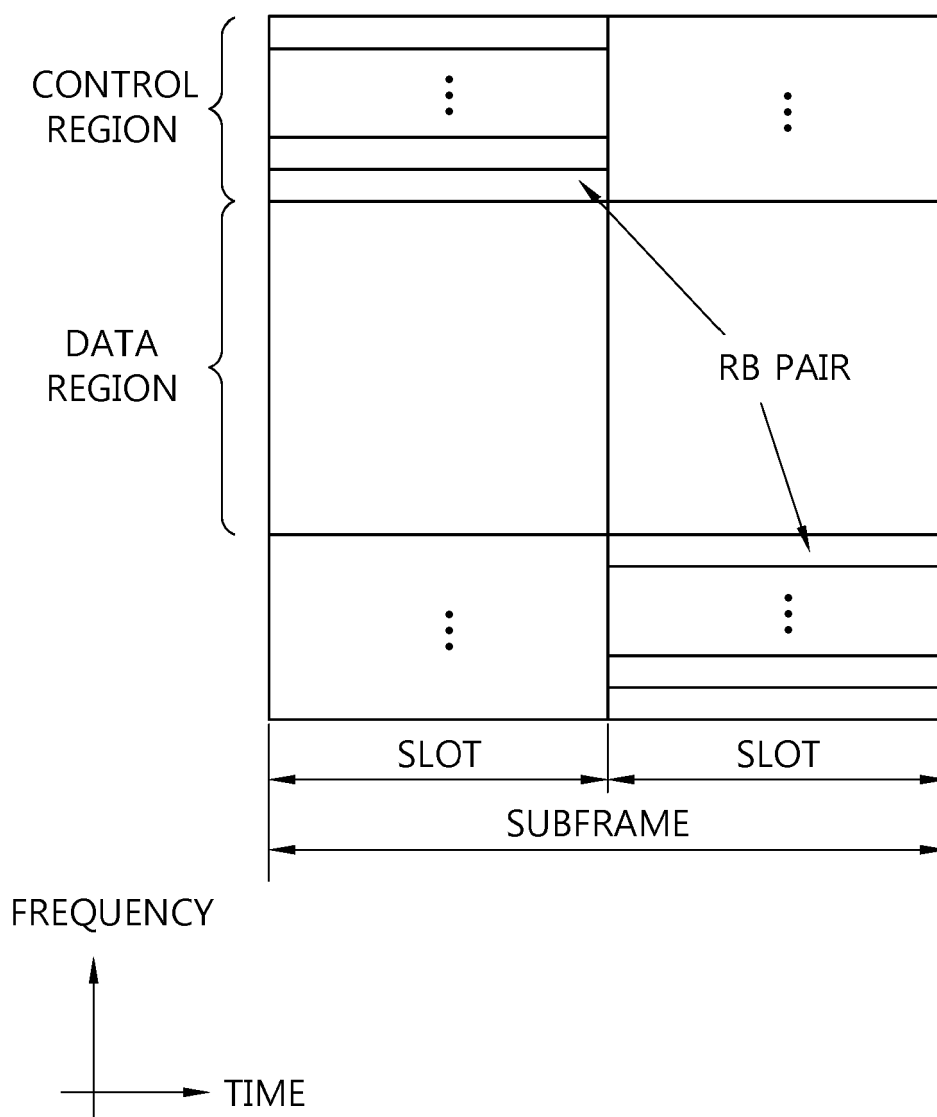 CONTROL
REGION
DATA
REGION
RB PAIR
SLOT
SLOT
SUBFRAME
FREQUENCY
TIME